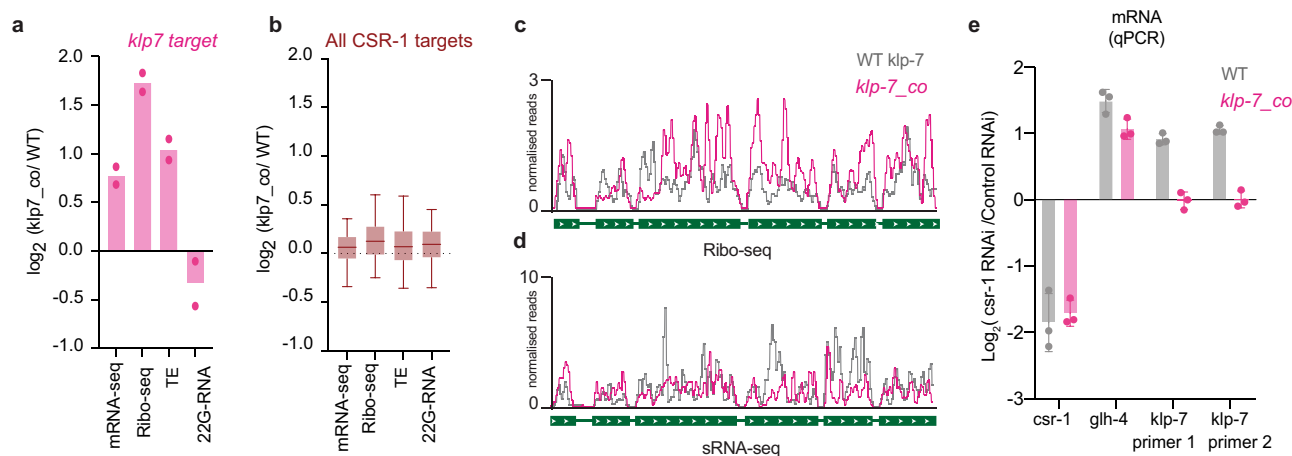 a
klp7 target
log2 (klp7_co/ WT)
2.0
1.5
1.0
0.5
0.0
-0.5
-1.0
mRNA-seq
Ribo-seq
TE
22G-RNA
b
All CSR-1 targets
log2 (klp7_co/ WT)
2.0
1.5
1.0
0.5
0.0
-0.5
-1.0
mRNA-seq
Ribo-seq
TE
22G-RNA
c
WT klp-7
klp-7_co
normalised reads
3
0
Ribo-seq
d
normalised reads
10
0
sRNA-seq
e
mRNA
(qPCR)
WT
klp-7_co
Log2( csr-1 RNAi /Control RNAi)
2
1
0
-1
-2
-3
csr-1
glh-4
klp-7
primer 1
klp-7
primer 2